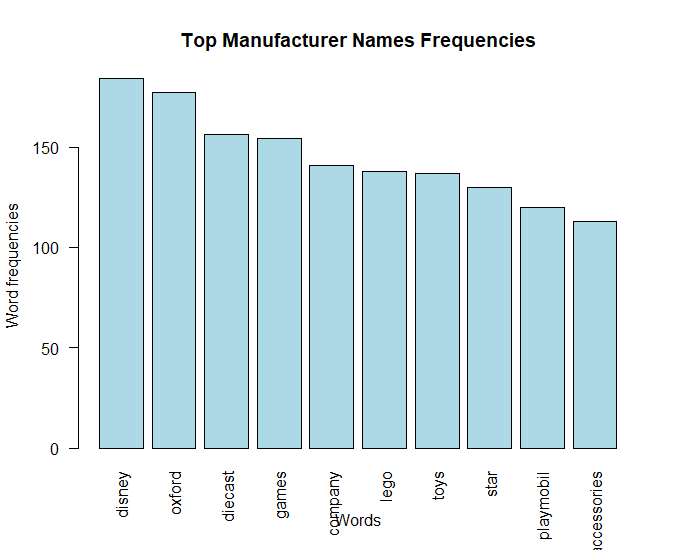 Top Manufacturer Names Frequencies
Word frequencies
150
100
50
0
disney
oxford
diecast
games
company
lego
toys
star
playmobil
accessories
Words